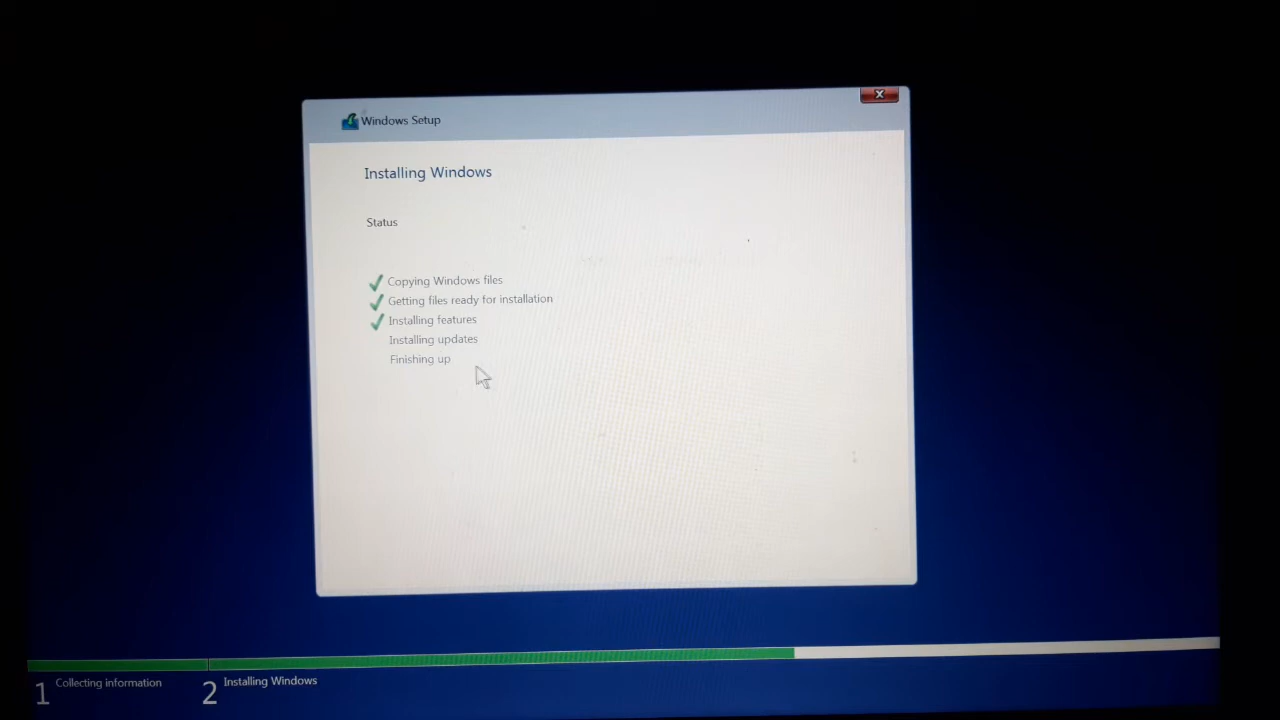 Windows Setup
Installing Windows
Status
Copying Windows files
Getting files ready for installation
Installing features
Installing updates
Finishing up
1 Collecting information
2 Installing Windows